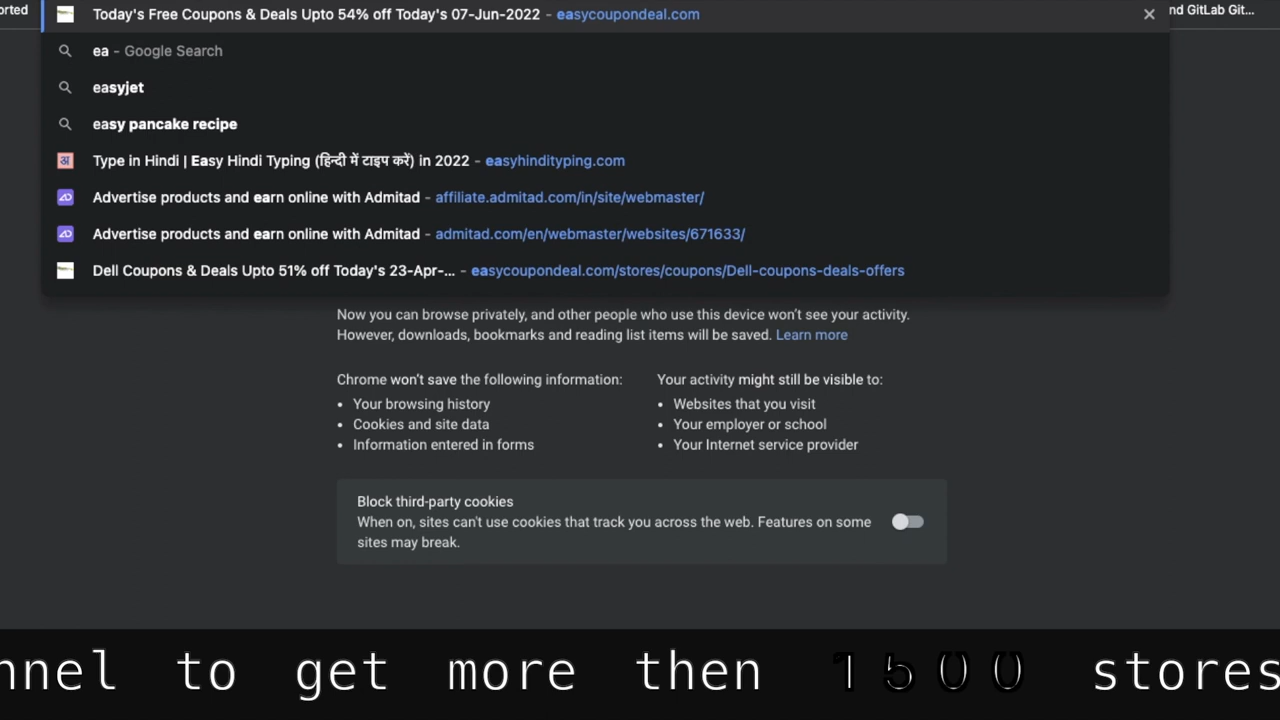 orted
Today's Free Coupons & Deals Upto 54% off Today's 07-Jun-2022 - easycoupondeal.com
nd GitLab Git...
ea - Google Search
easyjet
easy pancake recipe
Type in Hindi | Easy Hindi Typing (हिन्दी में टाइप करें) in 2022 - easyhindityping.com
Advertise products and earn online with Admitad - affiliate.admitad.com/in/site/webmaster/
Advertise products and earn online with Admitad - admitad.com/en/webmaster/websites/671633/
Dell Coupons & Deals Upto 51% off Today's 23-Apr-... - easycoupondeal.com/stores/coupons/Dell-coupons-deals-offers
Now you can browse privately, and other people who use this device won't see your activity.
However, downloads, bookmarks and reading list items will be saved. Learn more
Chrome won't save the following information:
• Your browsing history
• Cookies and site data
• Information entered in forms
Your activity might still be visible to:
• Websites that you visit
• Your employer or school
• Your Internet service provider
Block third-party cookies
When on, sites can't use cookies that track you across the web. Features on some
sites may break.
nnel to get more then 1500 stores